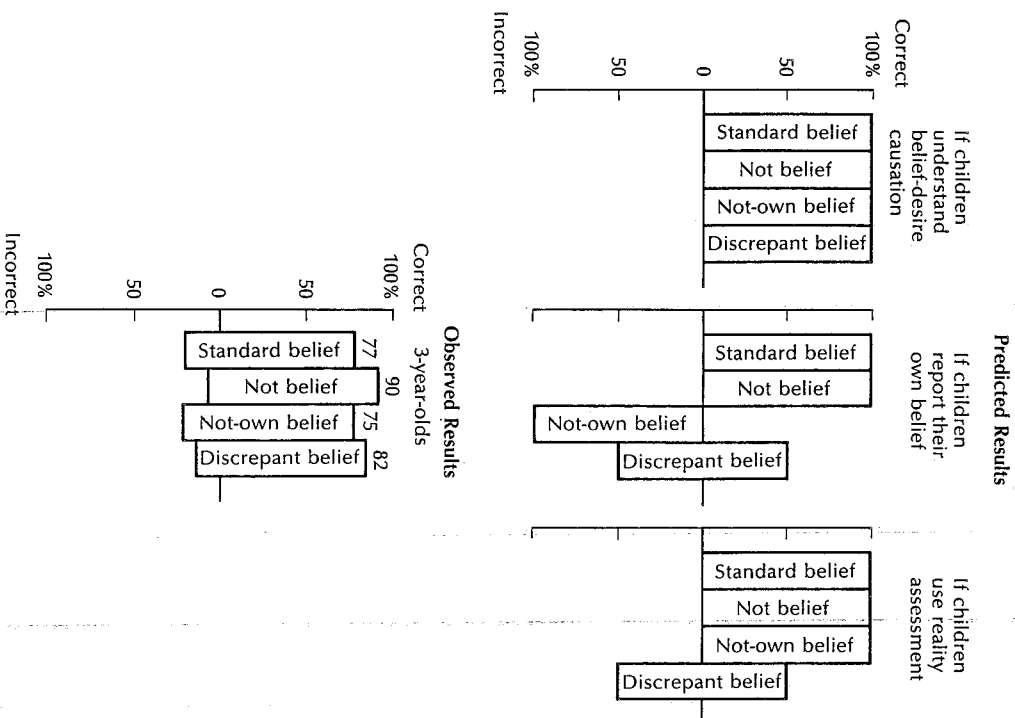 Predicted Results
If children
understand
belief-desire
causation
If children
report their
own belief
If children
use reality
assessment
Correct
100%
50
0
50
100%
Incorrect
Standard belief
Not belief
Not-own belief
Discrepant belief
Standard belief
Not belief
Not-own belief
Discrepant belief
Standard belief
Not belief
Not-own belief
Discrepant belief
Observed Results
3-year-olds
Correct
100%
50
0
50
100%
Incorrect
77
90
75
82
Standard belief
Not belief
Not-own belief
Discrepant belief